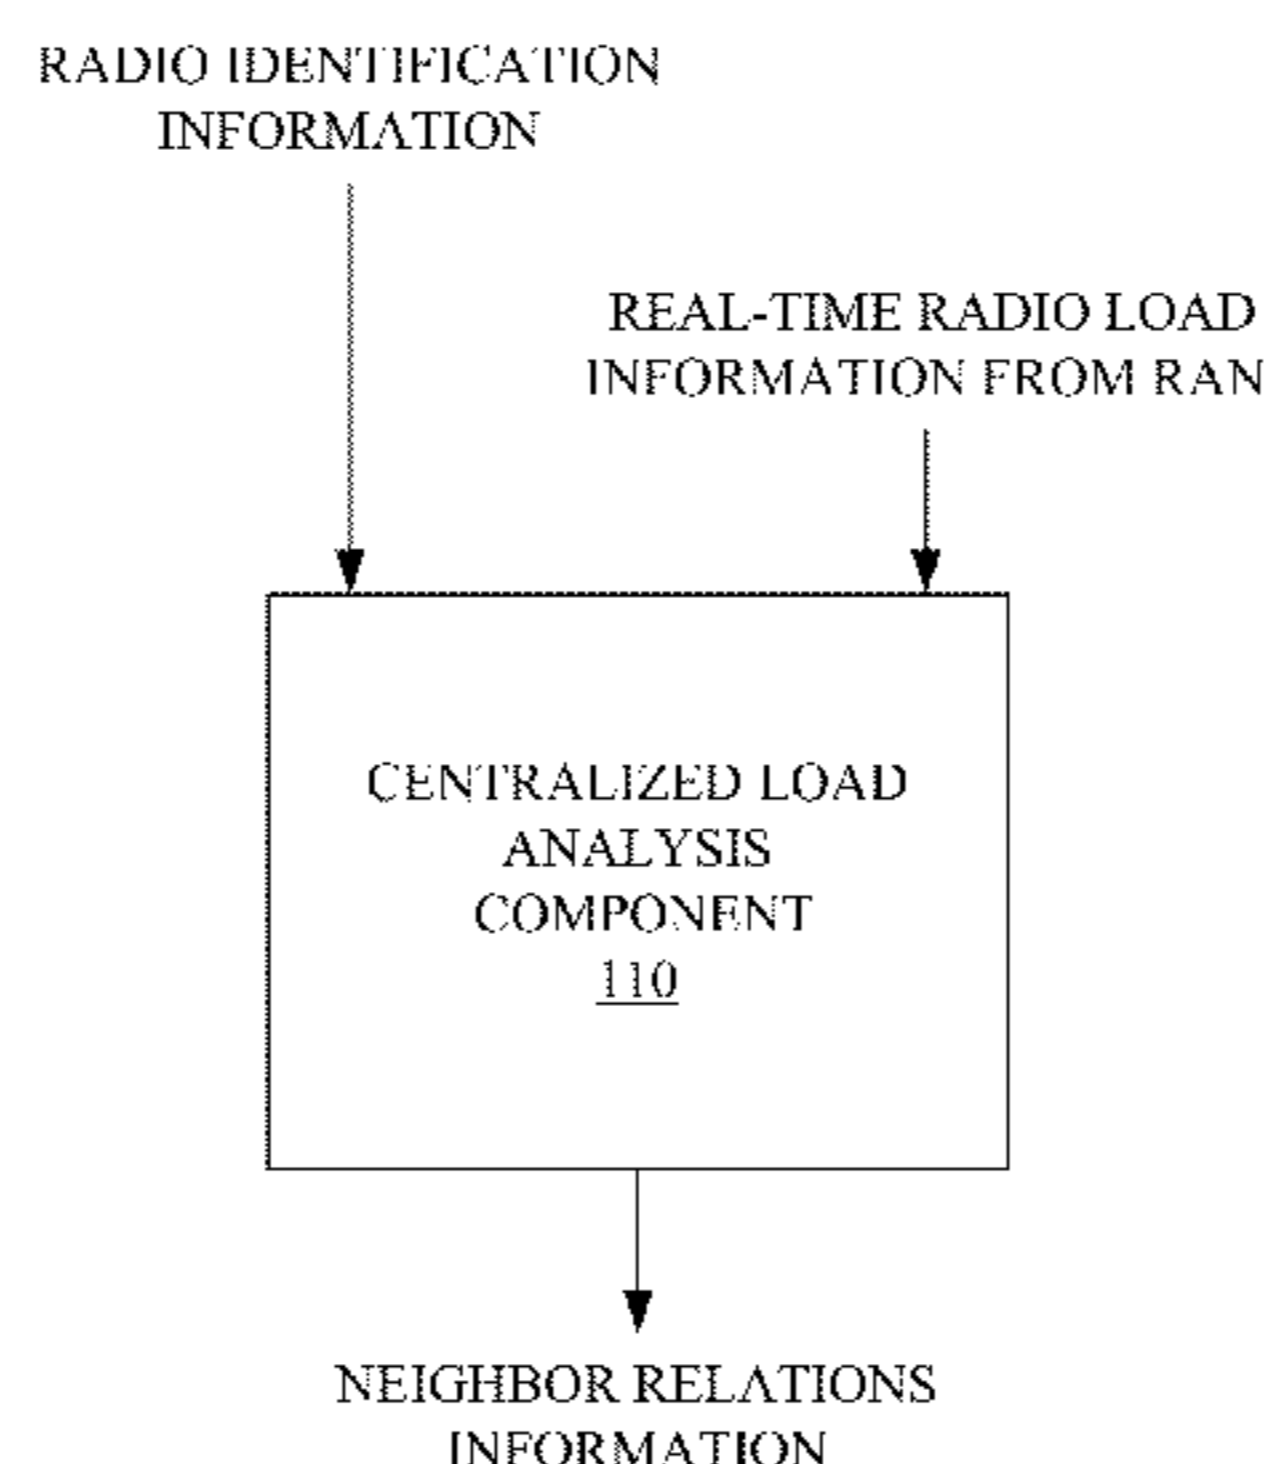 RADIO IDENTIFICATION
INFORMATION
REAL-TIME RADIO LOAD
INFORMATION FROM RAN
CENTRALIZED LOAD
ANALYSIS
COMPONENT
110
NEIGHBOR RELATIONS
INFORMATION